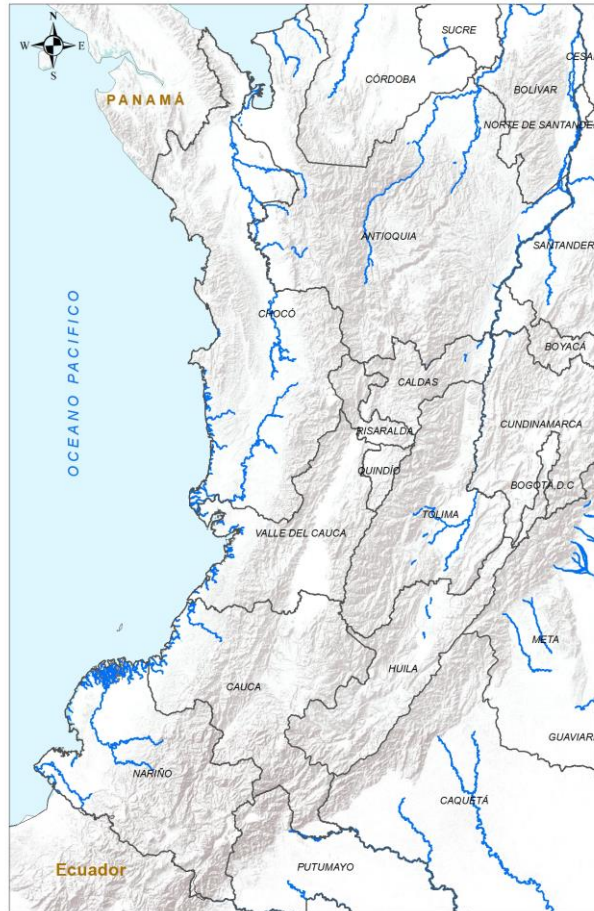 N
W E
S
SUCRE
CESA
CÓRDOBA
PANAMÁ
BOLÍVAR
NORTE DE SANTANDE
ANTIOQUIA
SANTANDER
CHOCÓ
BOYACÁ
CALDAS
OCEANO PACIFICO
CUNDINAMARCA
RISARALDA
QUINDÍO
BOGOTÁ D.C
TOLIMA
VALLE DEL CAUCA
META
HUILA
CAUCA
GUAVIARE
NARIÑO
CAQUETÁ
Ecuador
PUTUMAYO